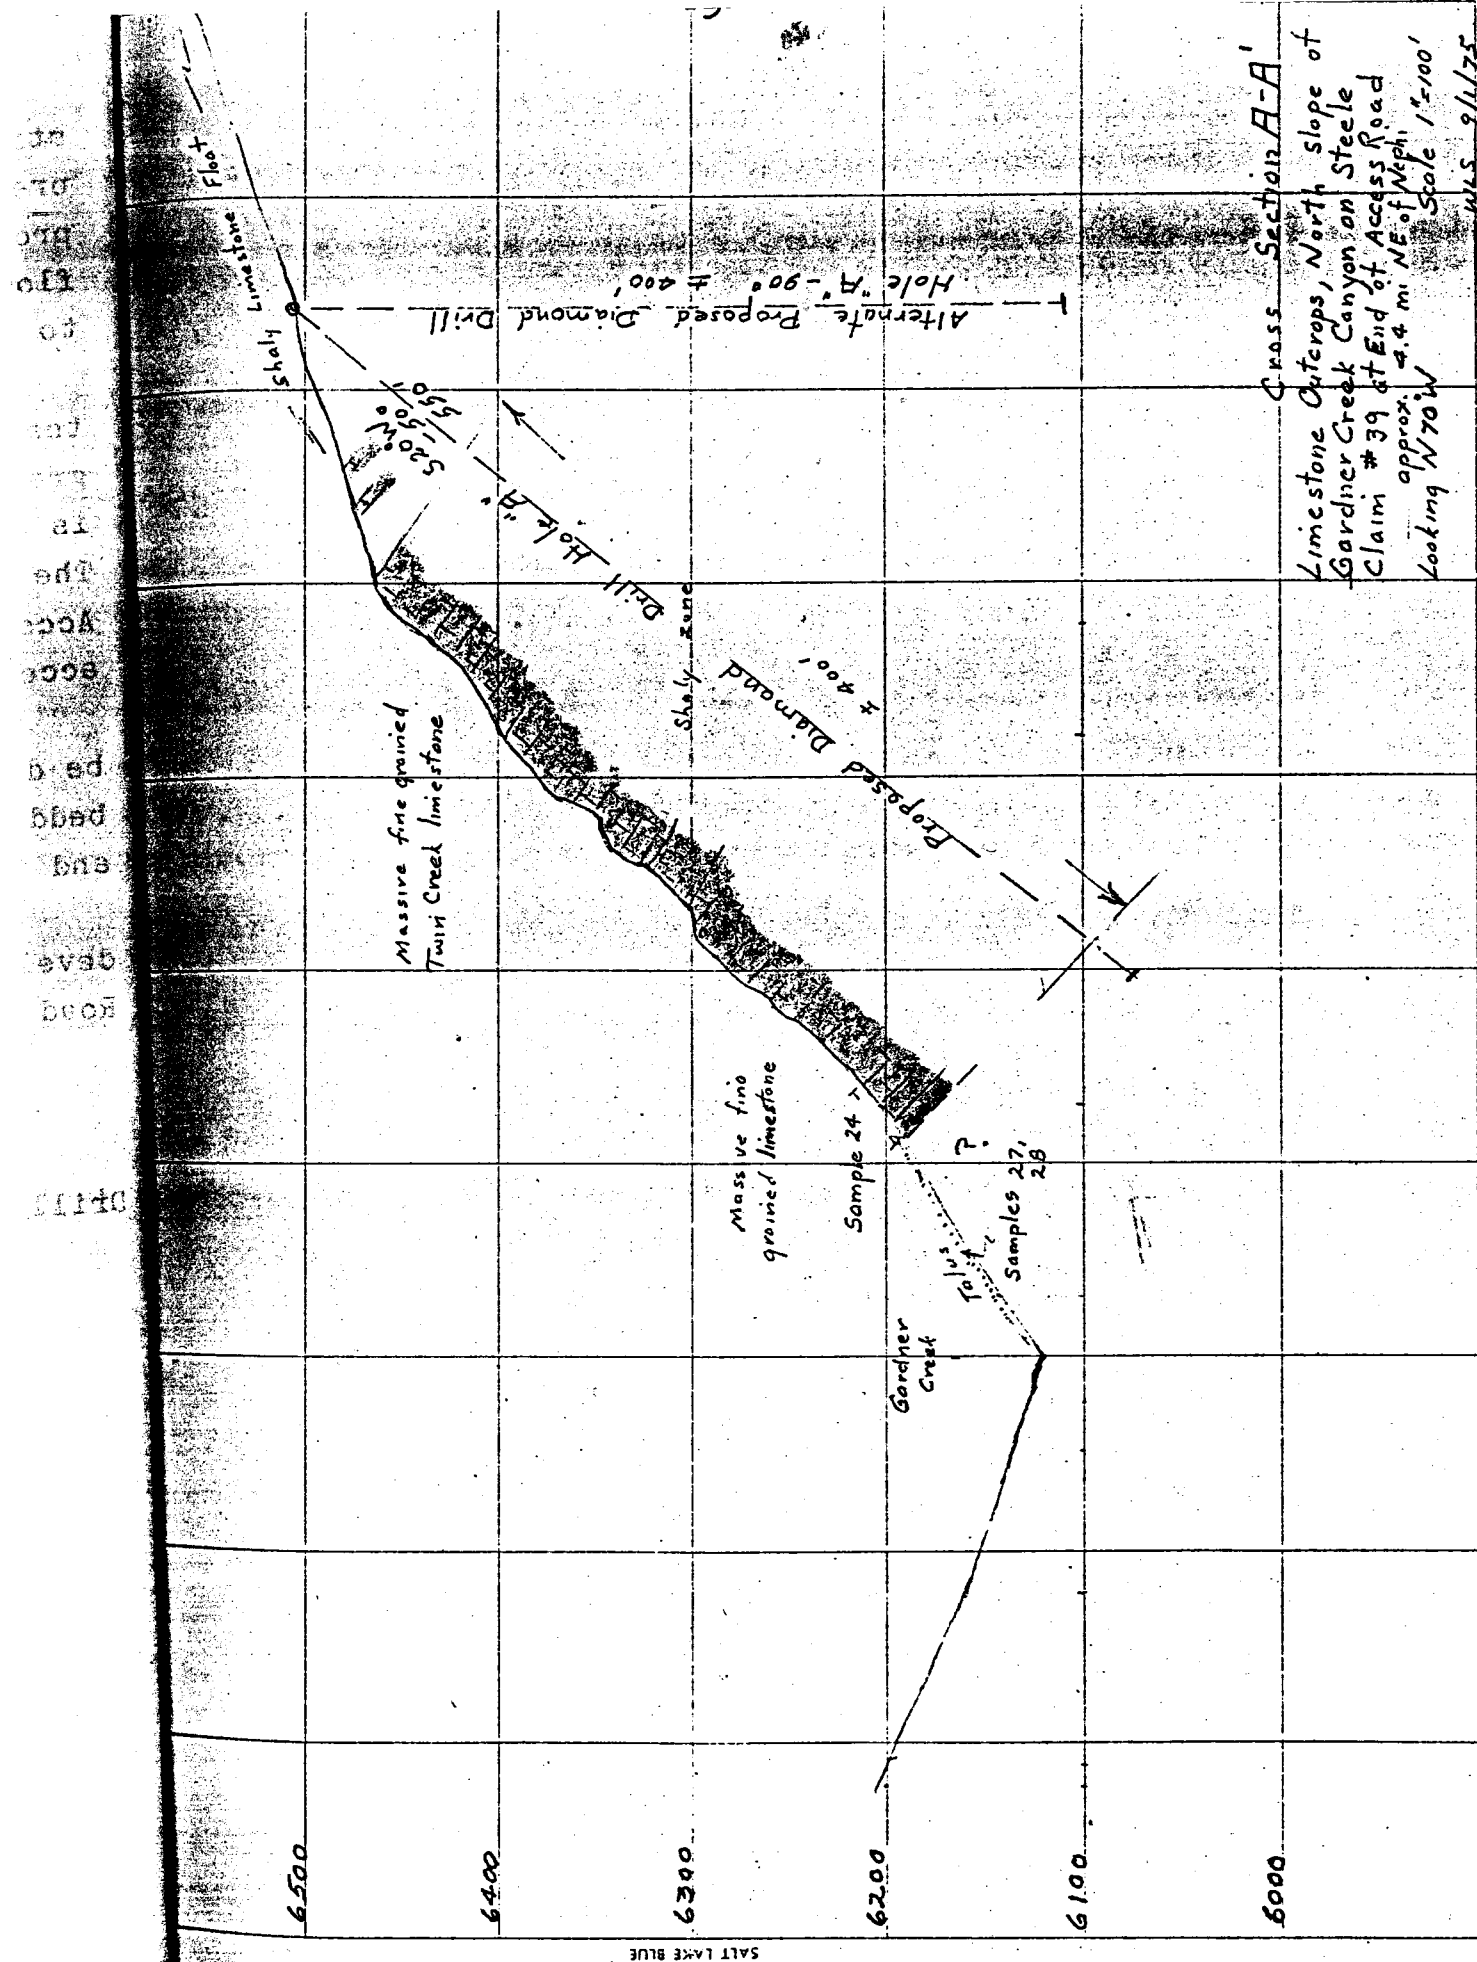 Cross Section A-A'
Limestone Outcrops, North slope of
Gardner Creek Canyon on Steele
Claim #39 at End of Access Road
approx. 4.4 mi NE of Nephi
Looking N70W Scale 1"=100'
WLS 9/1/75
Shaly Limestone Float
Alternate Proposed Diamond Drill
Hole "A" -90° ± 400'
S20°W
-50°
550'
Proposed Diamond Drill Hole "A"
± 400'
Shaly zone
Massive fine grained
Twin Creek limestone
Massive fine
grained limestone
Sample 24
?
Samples 27,
28
Talus
Gardner
Creek
6500
6400
6300
6200
6100
6000
SALT LAKE BLUE